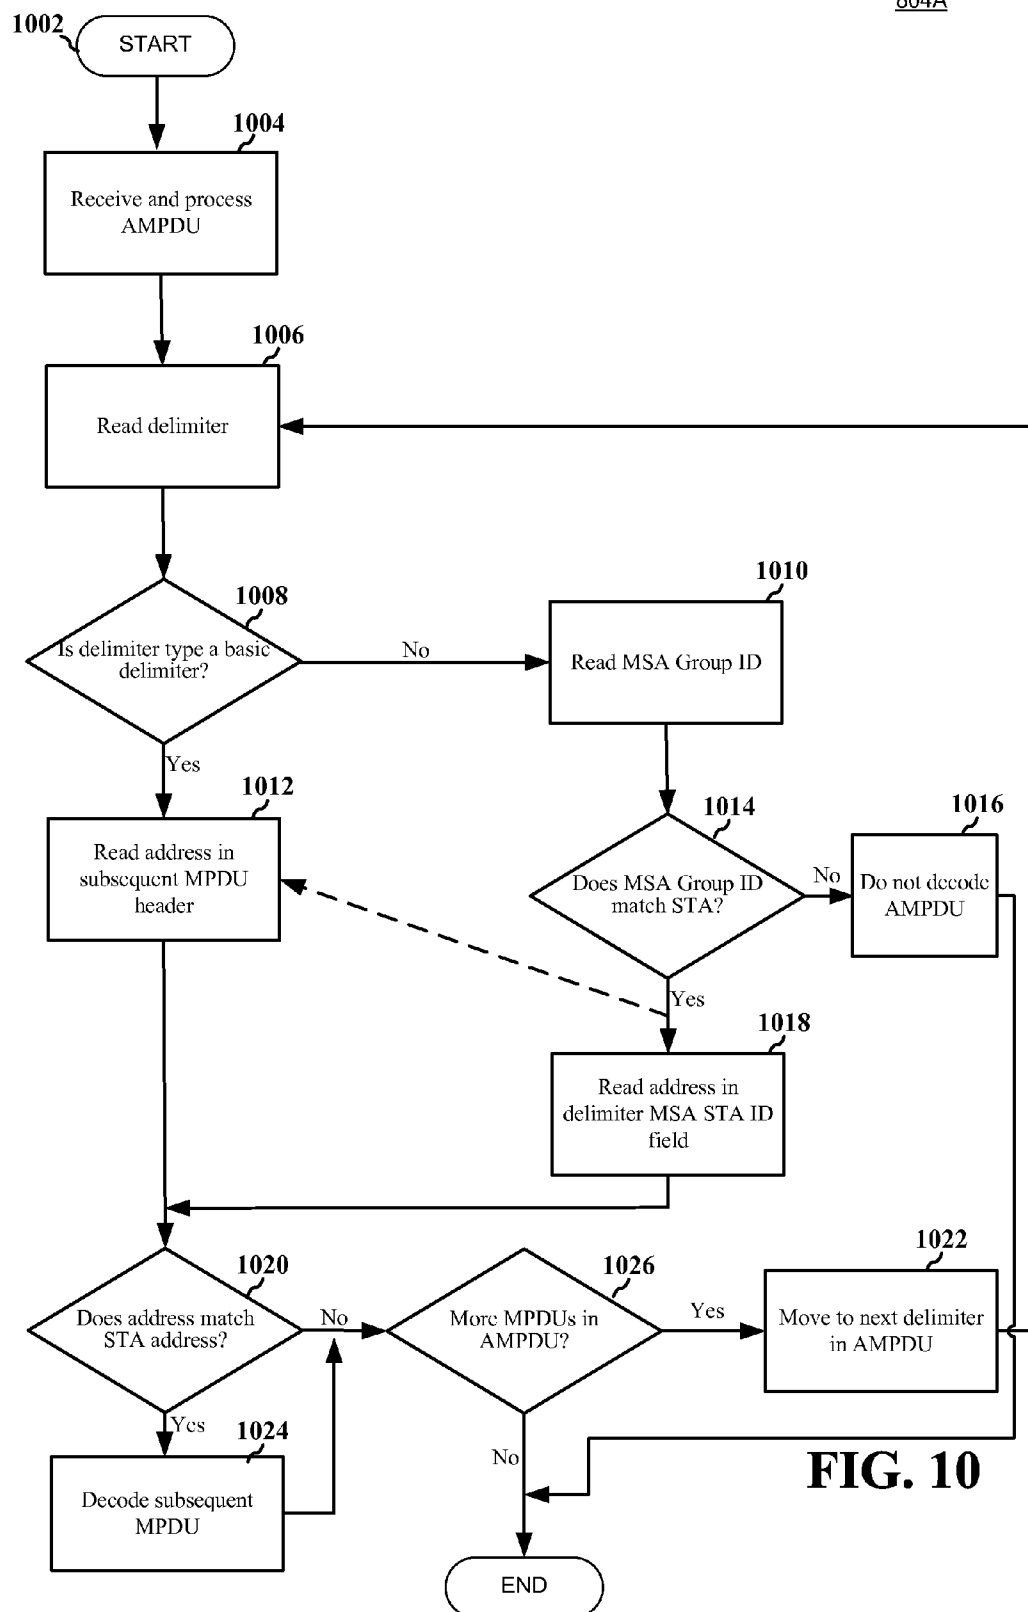 804A
1002
START
1004
Receive and process
AMPDU
1006
Read delimiter
1008
Is delimiter type a basic
delimiter?
No
Yes
1010
Read MSA Group ID
1012
Read address in
subsequent MPDU
header
1014
Does MSA Group ID
match STA?
No
Yes
1016
Do not decode
AMPDU
1018
Read address in
delimiter MSA STA ID
field
1020
Does address match
STA address?
No
Yes
1026
More MPDUs in
AMPDU?
Yes
No
1022
Move to next delimiter
in AMPDU
1024
Decode subsequent
MPDU
FIG. 10
END